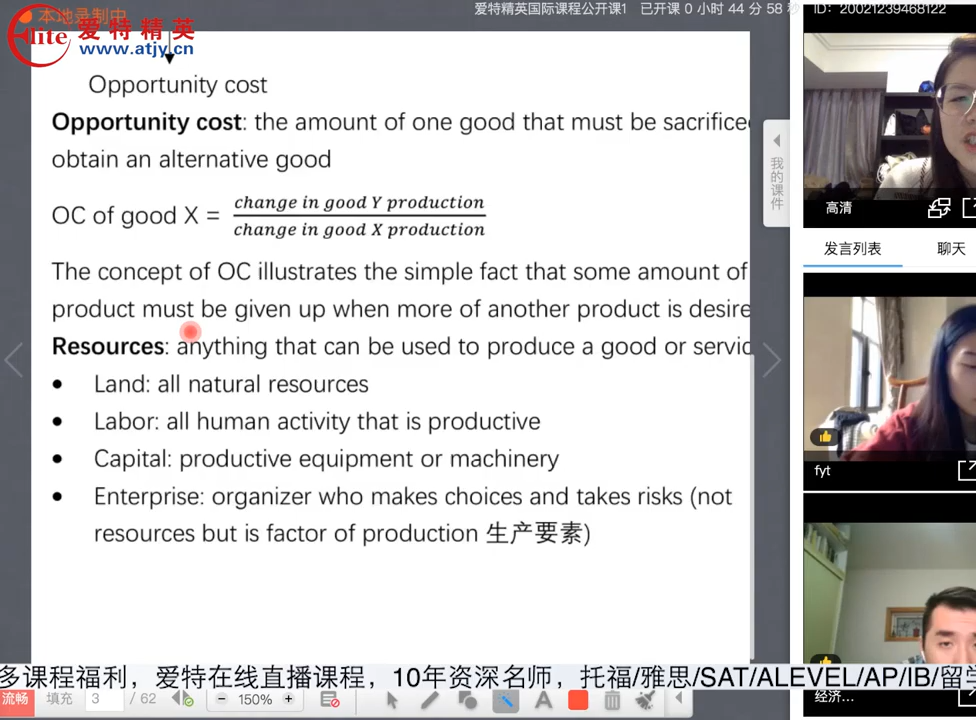 本地录制中
Elite 爱特精英
www.atjy.cn
爱特精英国际课程公开课1 已开课 0 小时 44 分 58 秒
ID: 20021239468122
Opportunity cost
Opportunity cost: the amount of one good that must be sacrificed
obtain an alternative good
OC of good X = change in good Y production
change in good X production
The concept of OC illustrates the simple fact that some amount of
product must be given up when more of another product is desire
Resources: anything that can be used to produce a good or servic
• Land: all natural resources
• Labor: all human activity that is productive
• Capital: productive equipment or machinery
• Enterprise: organizer who makes choices and takes risks (not
resources but is factor of production 生产要素)
我的课件
高清
发言列表 聊天
fyt
经济...
多课程福利，爱特在线直播课程，10年资深名师，托福/雅思/SAT/ALEVEL/AP/IB/留学
流畅 填充 3 / 62 150% A